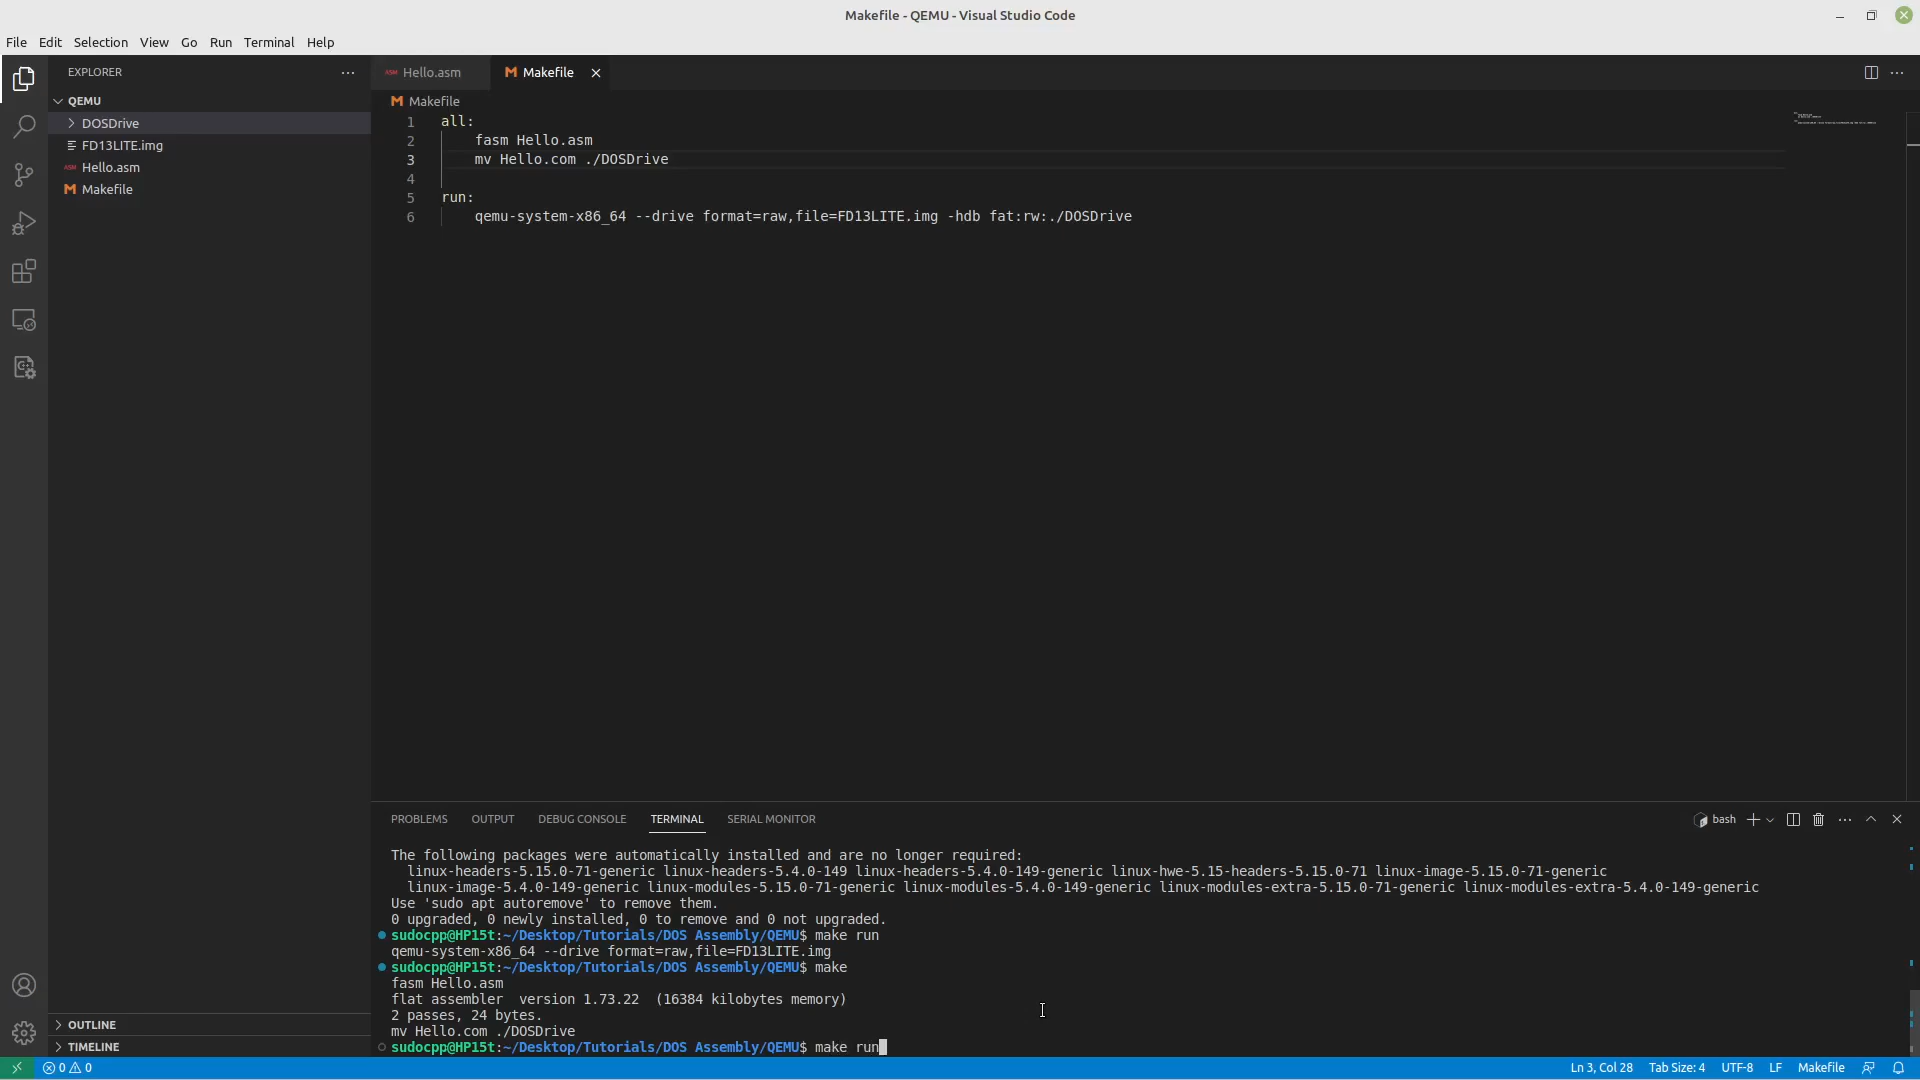 Makefile - QEMU - Visual Studio Code
File Edit Selection View Go Run Terminal Help
EXPLORER
QEMU
DOSDrive
FD13LITE.img
ASM Hello.asm
M Makefile
OUTLINE
TIMELINE
ASM Hello.asm
M Makefile
M Makefile
1 all:
2 fasm Hello.asm
3 mv Hello.com ./DOSDrive
4
5 run:
6 qemu-system-x86_64 --drive format=raw,file=FD13LITE.img -hdb fat:rw:./DOSDrive
PROBLEMS OUTPUT DEBUG CONSOLE TERMINAL SERIAL MONITOR
bash
The following packages were automatically installed and are no longer required:
linux-headers-5.15.0-71-generic linux-headers-5.4.0-149 linux-headers-5.4.0-149-generic linux-hwe-5.15-headers-5.15.0-71 linux-image-5.15.0-71-generic
linux-image-5.4.0-149-generic linux-modules-5.15.0-71-generic linux-modules-5.4.0-149-generic linux-modules-extra-5.15.0-71-generic linux-modules-extra-5.4.0-149-generic
Use 'sudo apt autoremove' to remove them.
0 upgraded, 0 newly installed, 0 to remove and 0 not upgraded.
sudocpp@HP15t:~/Desktop/Tutorials/DOS Assembly/QEMU$ make run
qemu-system-x86_64 --drive format=raw,file=FD13LITE.img
sudocpp@HP15t:~/Desktop/Tutorials/DOS Assembly/QEMU$ make
fasm Hello.asm
flat assembler  version 1.73.22  (16384 kilobytes memory)
2 passes, 24 bytes.
mv Hello.com ./DOSDrive
sudocpp@HP15t:~/Desktop/Tutorials/DOS Assembly/QEMU$ make run
0 0
Ln 3, Col 28 Tab Size: 4 UTF-8 LF Makefile